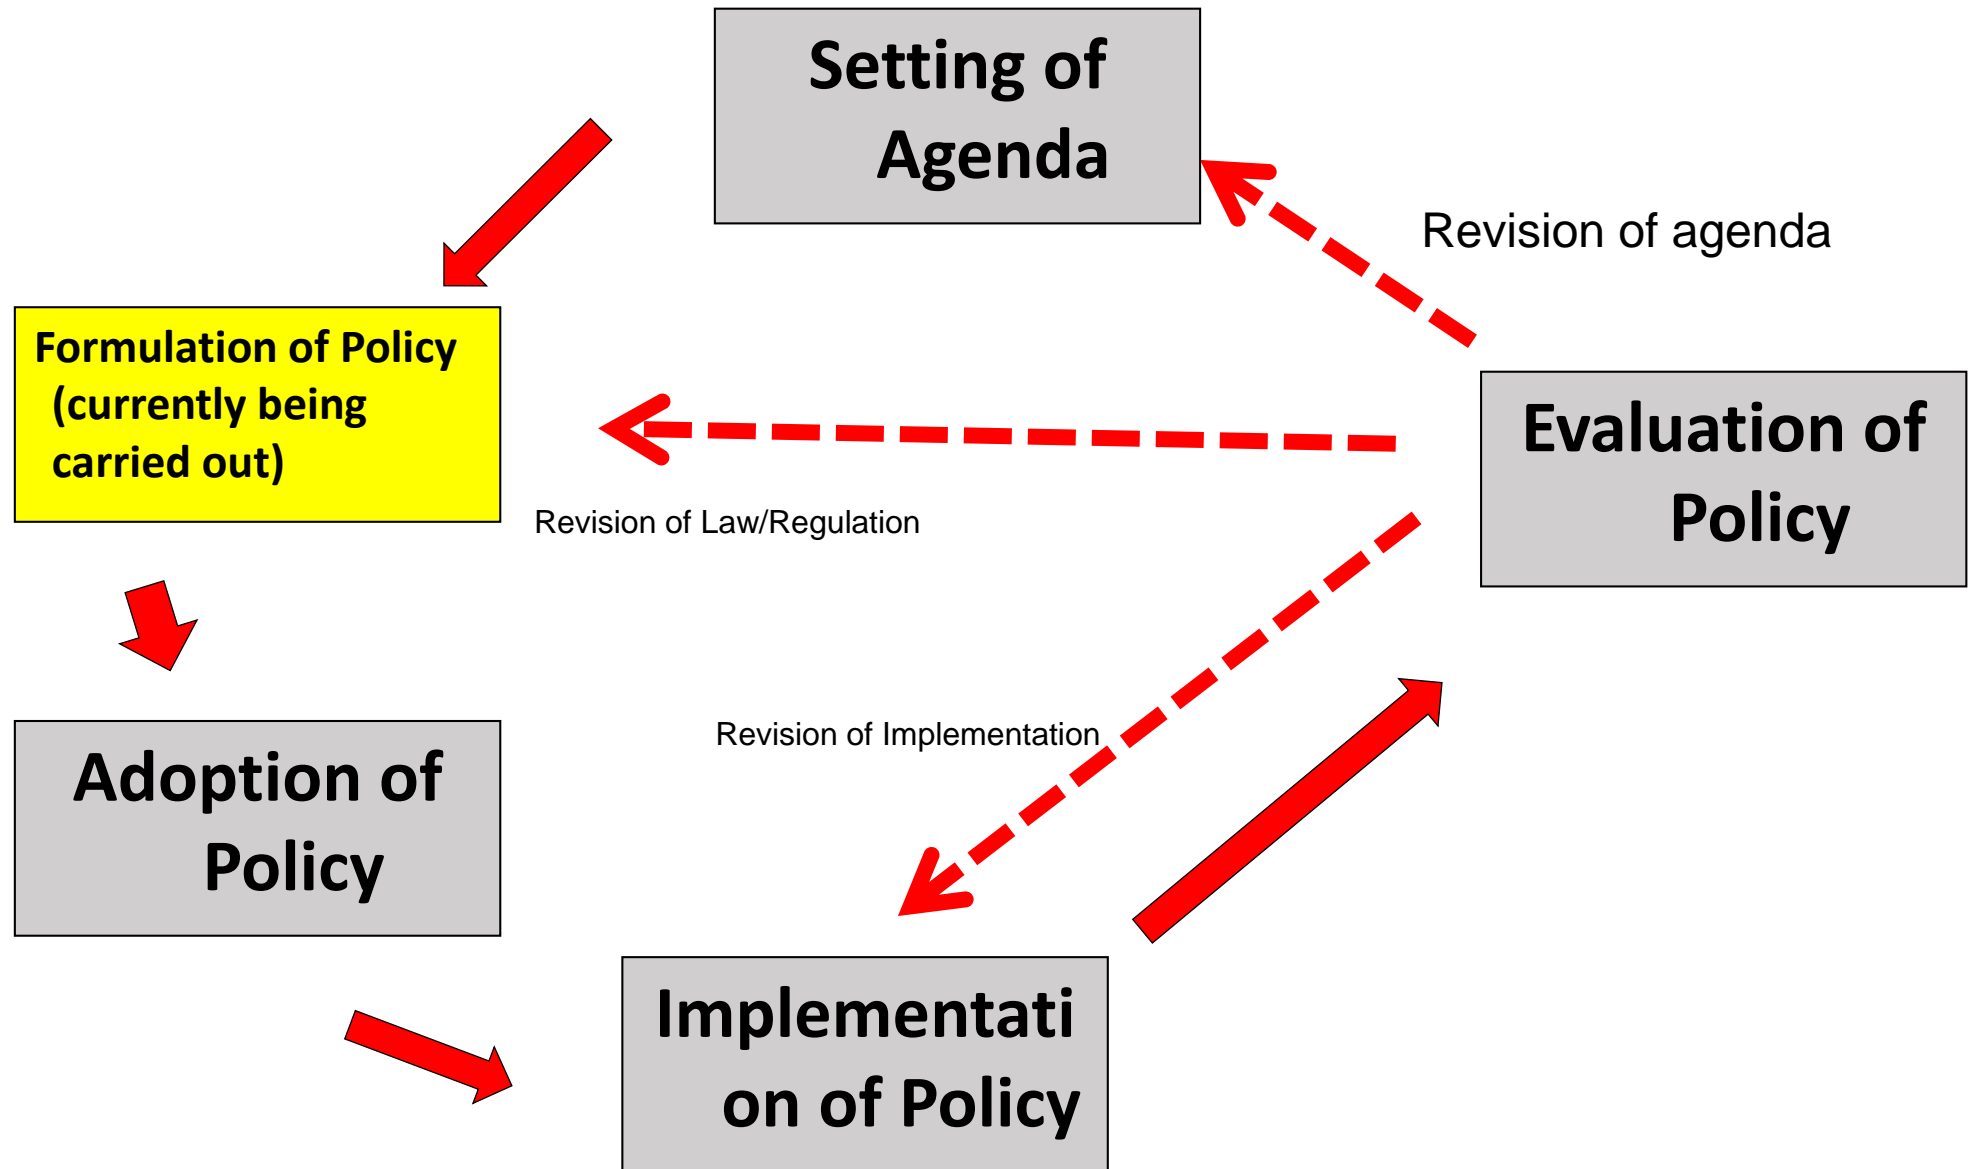 Setting of
Agenda
Revision of agenda
Formulation of Policy
(currently being
carried out)
Evaluation of
Policy
Revision of Law/Regulation
Adoption of
Policy
Revision of Implementation
Implementati
on of Policy